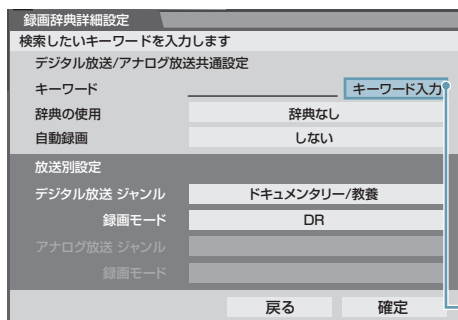 録画辞典詳細設定
検索したいキーワードを入力します
デジタル放送/アナログ放送共通設定
キーワード キーワード入力
辞典の使用 辞典なし
自動録画 しない
放送別設定
デジタル放送 ジャンル ドキュメンタリー/教養
録画モード DR
アナログ放送 ジャンル
録画モード
戻る 確定